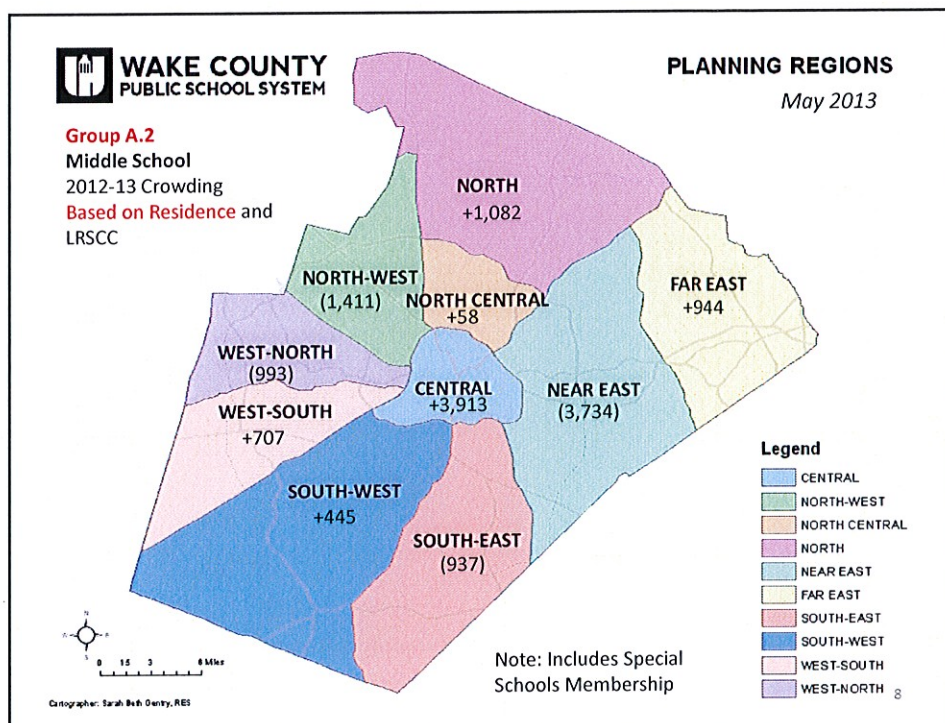 WAKE COUNTY
PUBLIC SCHOOL SYSTEM
PLANNING REGIONS
May 2013
Group A.2
Middle School
2012-13 Crowding
Based on Residence and
LRSCC
NORTH
+1,082
NORTH-WEST
(1,411)
NORTH CENTRAL
+58
FAR EAST
+944
WEST-NORTH
(993)
CENTRAL
+3,913
NEAR EAST
(3,734)
WEST-SOUTH
+707
SOUTH-WEST
+445
SOUTH-EAST
(937)
Legend
CENTRAL
NORTH-WEST
NORTH CENTRAL
NORTH
NEAR EAST
FAR EAST
SOUTH-EAST
SOUTH-WEST
WEST-SOUTH
WEST-NORTH
N
S
0 1.5 3 6 Miles
Note: Includes Special
Schools Membership
Cartographer: Sarah Beth Gentry, RES
8